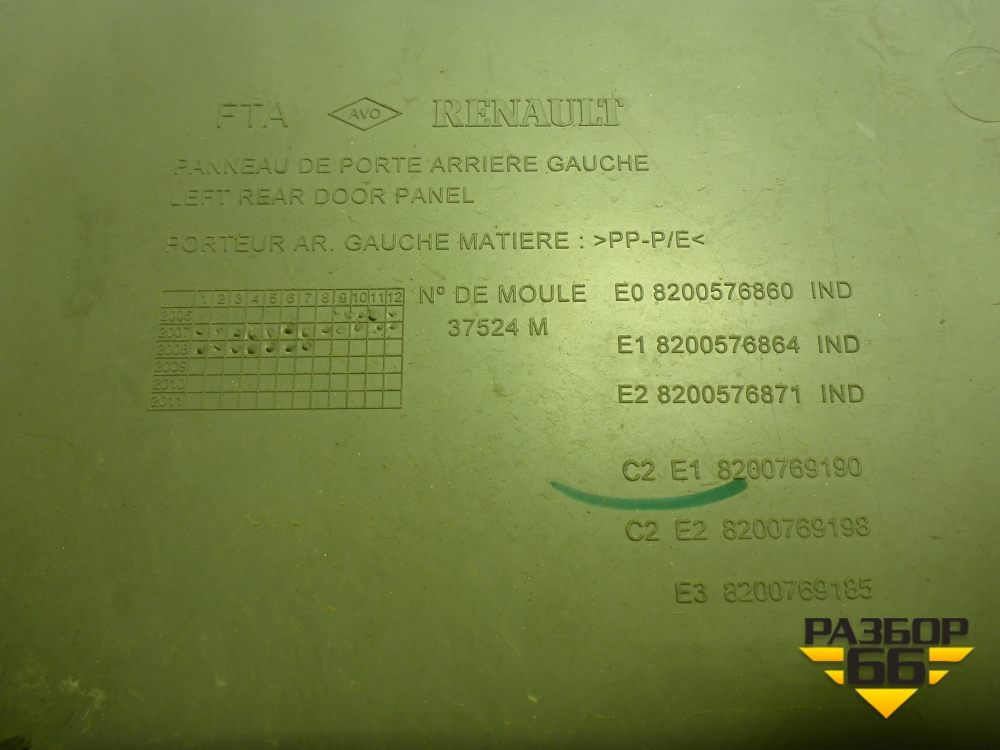 FTA AVO RENAULT
PANNEAU DE PORTE ARRIERE GAUCHE
LEFT REAR DOOR PANEL
PORTEUR AR. GAUCHE MATIERE : >PP-P/E<
1 2 3 4 5 6 7 8 9 10 11 12
2006
2007
2008
2009
2010
2011
Nº DE MOULE
37524 M
E0 8200576860 IND
E1 8200576864 IND
E2 8200576871 IND
C2 E1 8200769190
C2 E2 8200769198
E3 8200769185
РАЗБОР
66